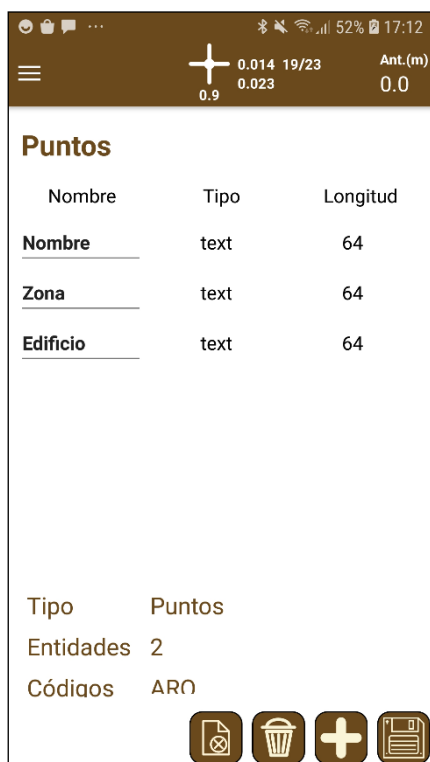 ... 52% 17:12
0.014 19/23 Ant.(m)
0.023 0.0
0.9
Puntos
Nombre Tipo Longitud
Nombre text 64
Zona text 64
Edificio text 64
Tipo Puntos
Entidades 2
Códigos ARQ